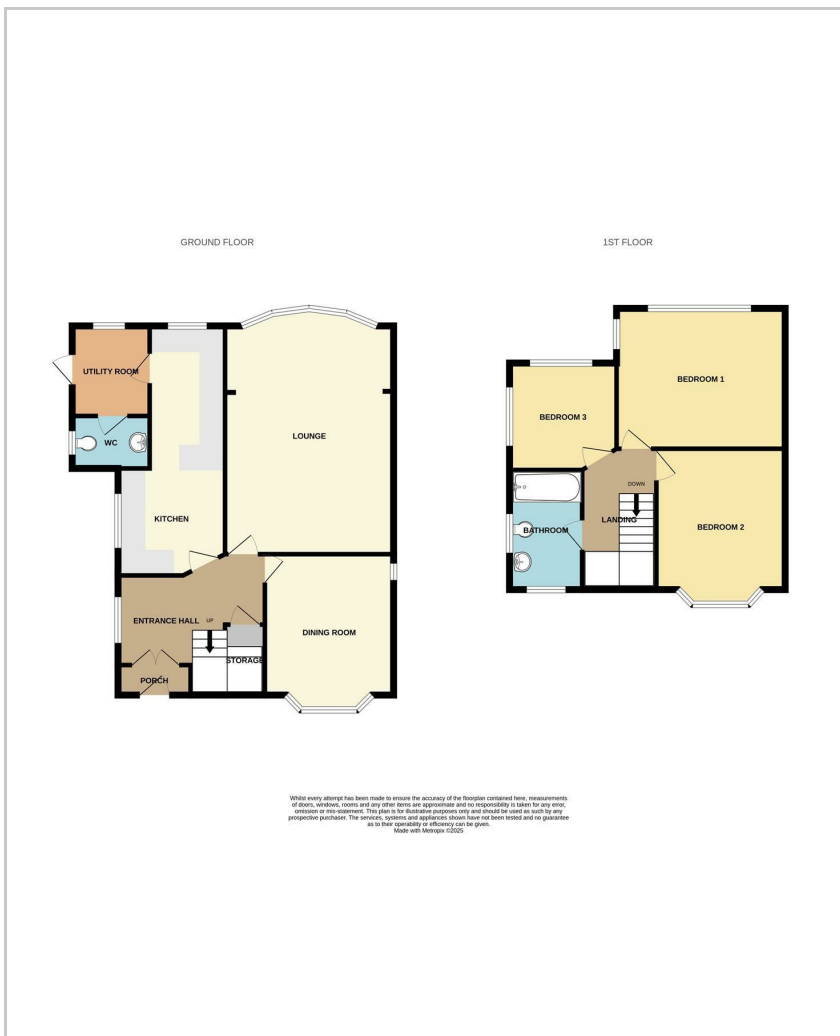 GROUND FLOOR
UTILITY ROOM
WC
LOUNGE
KITCHEN
ENTRANCE HALL
UP
DINING ROOM
STORAGE
PORCH
1ST FLOOR
BEDROOM 1
BEDROOM 3
DOWN
BATHROOM
LANDING
BEDROOM 2
Whilst every attempt has been made to ensure the accuracy of the floorplan contained here, measurements
of doors, windows, rooms and any other items are approximate and no responsibility is taken for any error,
omission or mis-statement. This plan is for illustrative purposes only and should be used as such by any
prospective purchaser. The services, systems and appliances shown have not been tested and no guarantee
as to their operability or efficiency can be given.
Made with Metropix ©2025